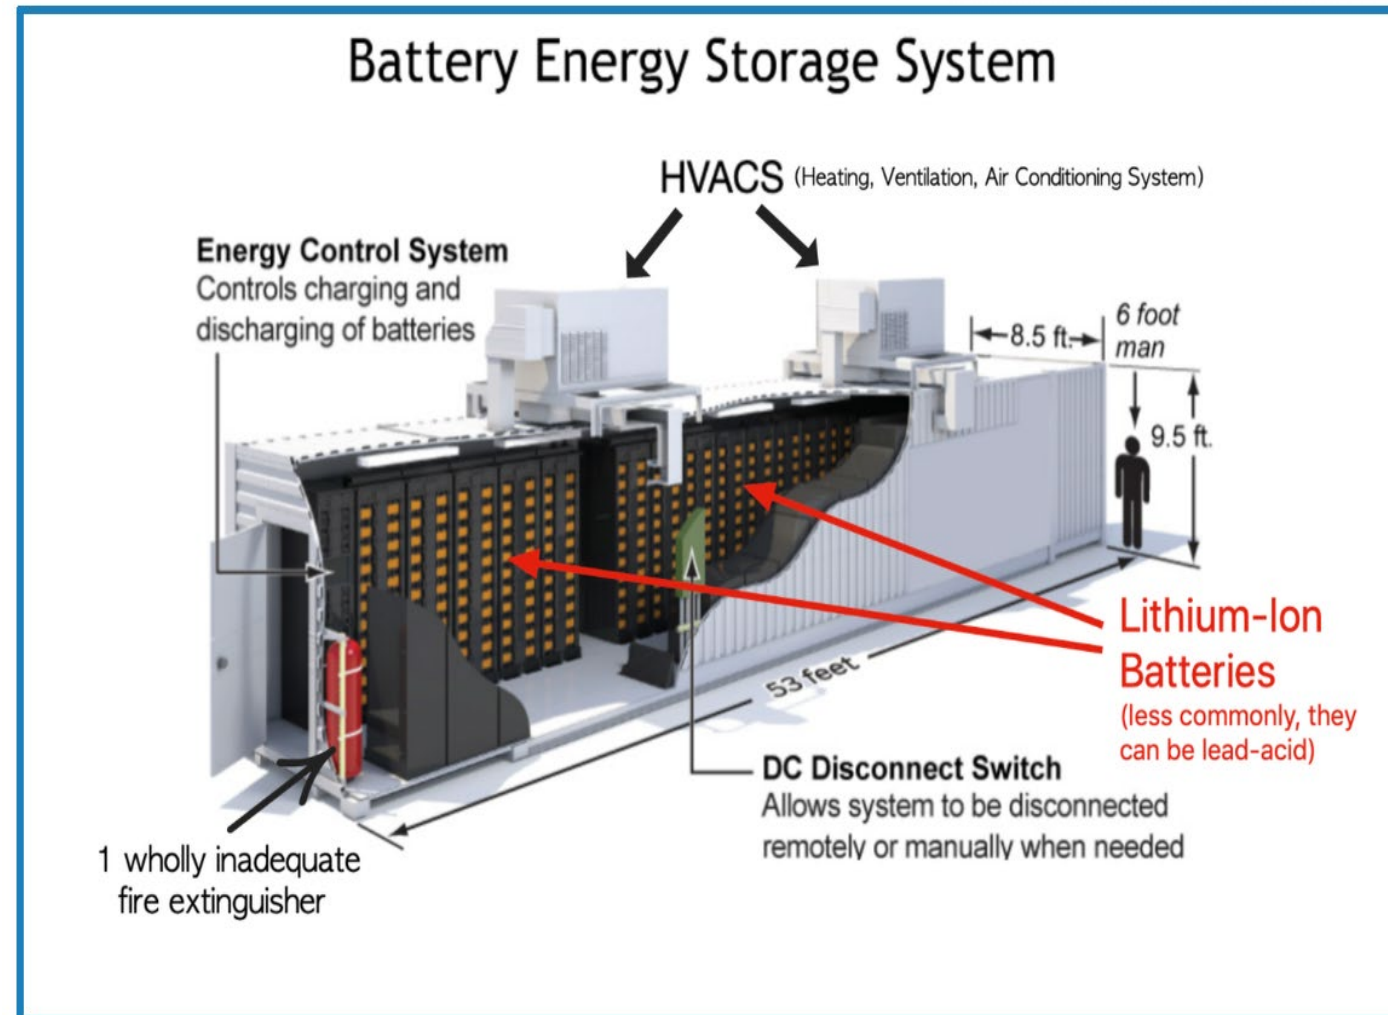 Battery Energy Storage System
HVACS (Heating, Ventilation, Air Conditioning System)
Energy Control System
Controls charging and
discharging of batteries
8.5 ft.
6 foot
man
9.5 ft.
53 feet
Lithium-Ion
Batteries
(less commonly, they
can be lead-acid)
DC Disconnect Switch
Allows system to be disconnected
remotely or manually when needed
1 wholly inadequate
fire extinguisher